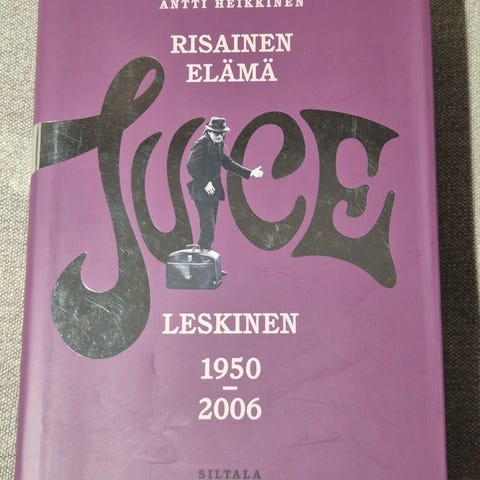 ANTTI HEIKKINEN
RISAINEN
ELÄMÄ
JUICE
LESKINEN
1950
–
2006
SILTALA